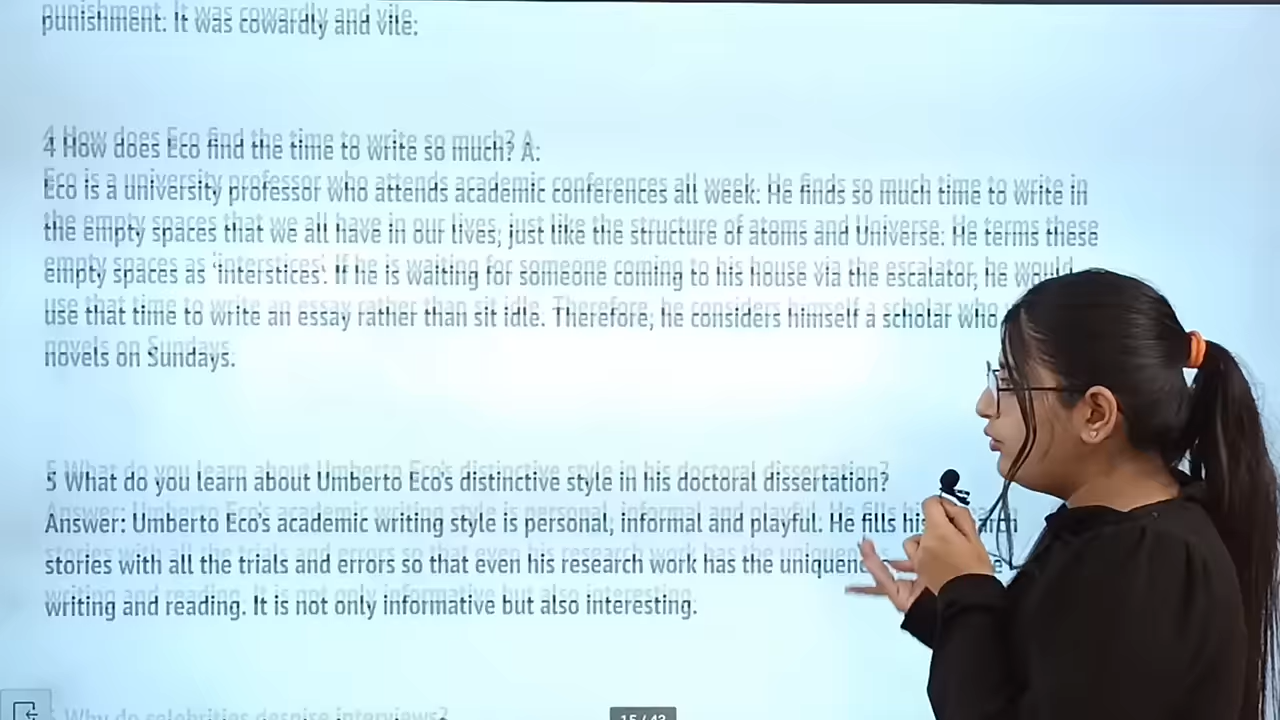 punishment. It was cowardly and vile.
4 How does Eco find the time to write so much? A:
Eco is a university professor who attends academic conferences all week. He finds so much time to write in
the empty spaces that we all have in our lives, just like the structure of atoms and Universe. He terms these
empty spaces as 'interstices'. If he is waiting for someone coming to his house via the escalator, he would
use that time to write an essay rather than sit idle. Therefore, he considers himself a scholar who
novels on Sundays.
5 What do you learn about Umberto Eco's distinctive style in his doctoral dissertation?
Answer: Umberto Eco's academic writing style is personal, informal and playful. He fills his
stories with all the trials and errors so that even his research work has the
writing and reading. It is not only informative but also interesting.
Why do celebrities despise interviews?
15/43